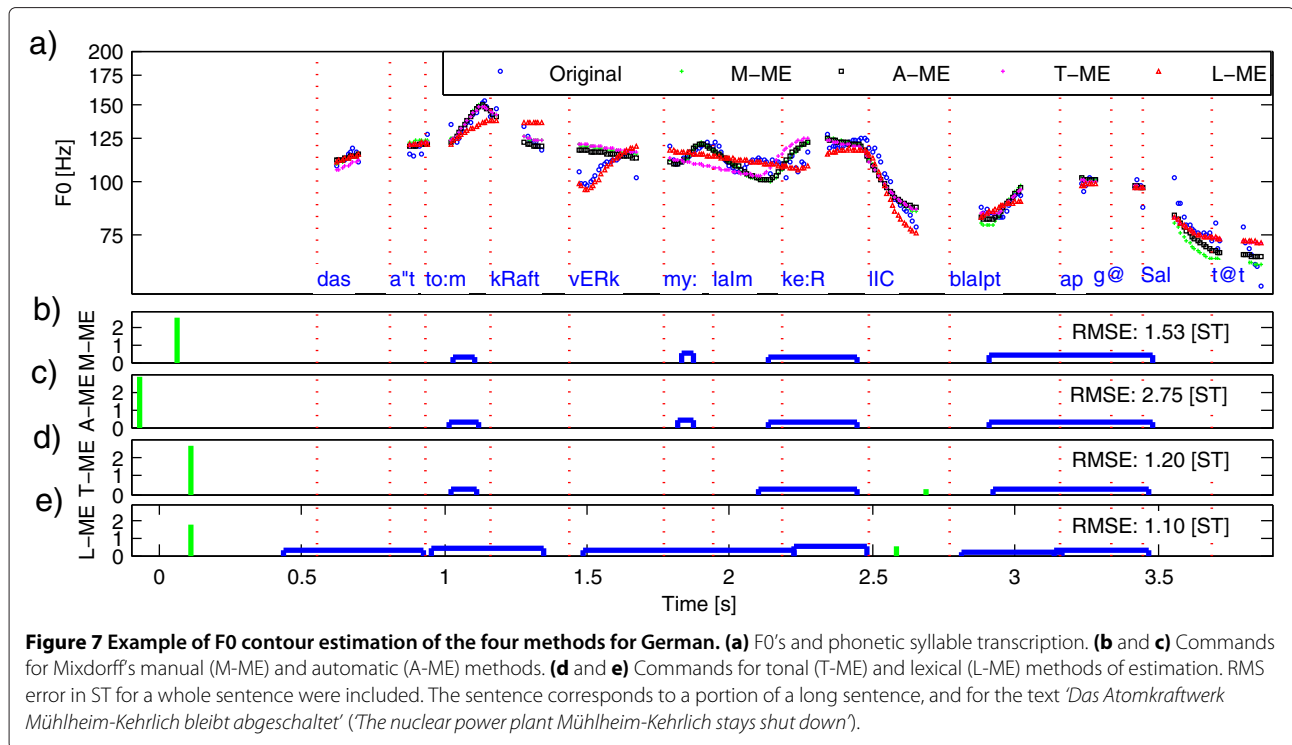 a)
200
175
150
125
100
75
F0 [Hz]
Original M−ME A−ME T−ME L−ME
das a"t to:m kRaft vERk my: laIm ke:R lIC blaIpt ap g@ Sal t@t
b)
2
1
0
M−ME
RMSE: 1.53 [ST]
c)
2
1
0
A−ME
RMSE: 2.75 [ST]
d)
2
1
0
T−ME
RMSE: 1.20 [ST]
e)
2
1
0
L−ME
RMSE: 1.10 [ST]
0 0.5 1 1.5 2 2.5 3 3.5
Time [s]
Figure 7 Example of F0 contour estimation of the four methods for German. (a) F0's and phonetic syllable transcription. (b and c) Commands
for Mixdorff's manual (M-ME) and automatic (A-ME) methods. (d and e) Commands for tonal (T-ME) and lexical (L-ME) methods of estimation. RMS
error in ST for a whole sentence were included. The sentence corresponds to a portion of a long sentence, and for the text 'Das Atomkraftwerk
Mühlheim-Kehrlich bleibt abgeschaltet' ('The nuclear power plant Mühlheim-Kehrlich stays shut down').